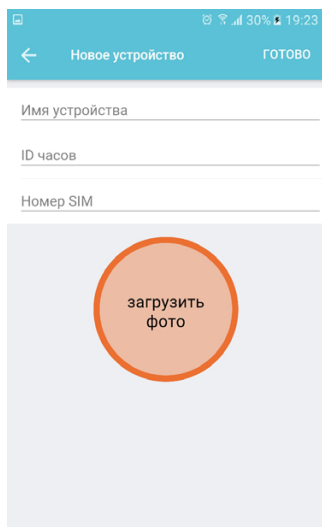 30% 19:23
Новое устройство ГОТОВО
Имя устройства
ID часов
Номер SIM
загрузить
фото